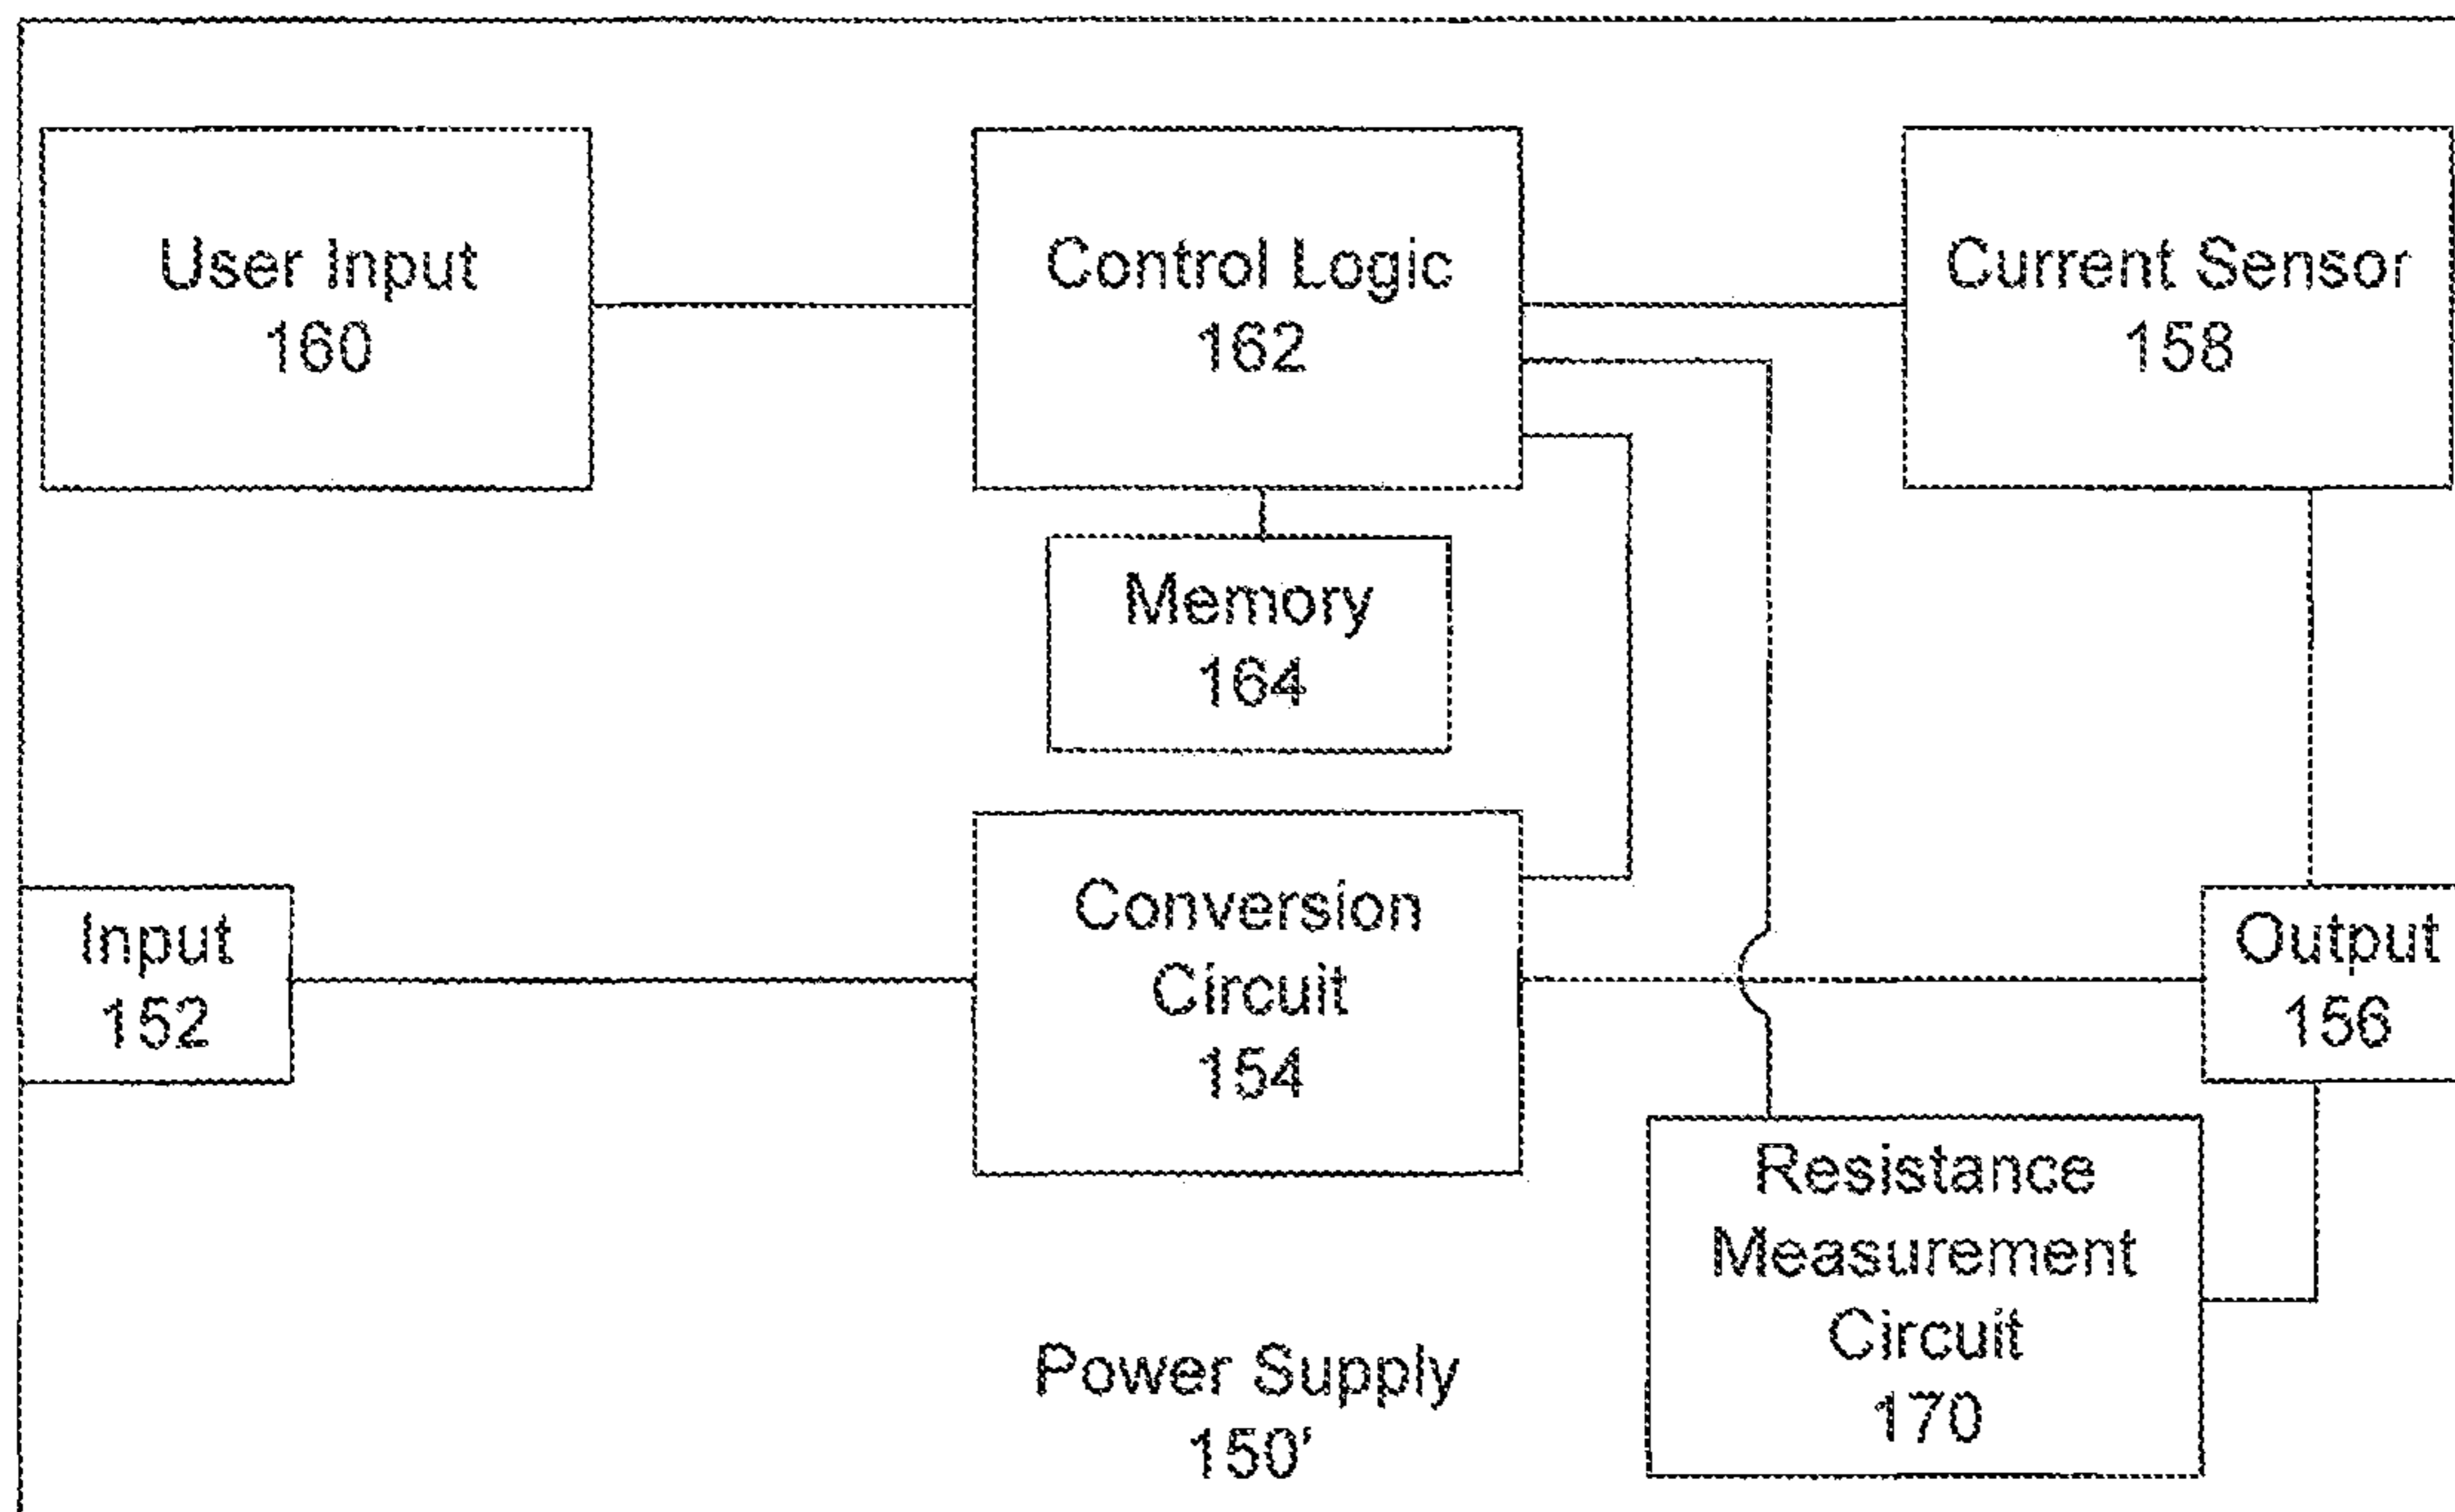 User Input
160
Control Logic
162
Current Sensor
158
Memory
164
Input
152
Conversion
Circuit
154
Output
156
Resistance
Measurement
Circuit
170
Power Supply
150'